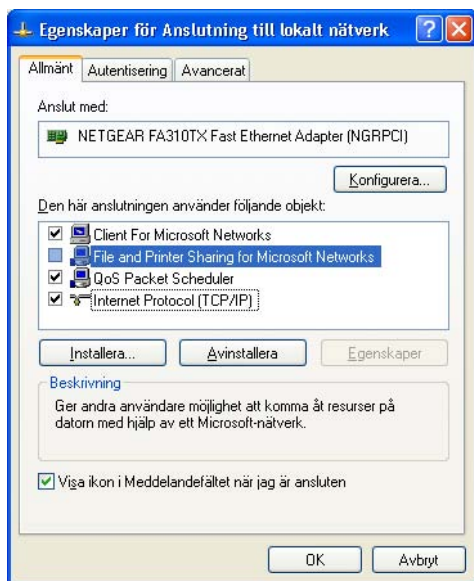 Egenskaper för Anslutning till lokalt nätverk
Allmänt Autentisering Avancerat
Anslut med:
NETGEAR FA310TX Fast Ethernet Adapter (NGRPCI)
Konfigurera...
Den här anslutningen använder följande objekt:
Client For Microsoft Networks
File and Printer Sharing for Microsoft Networks
QoS Packet Scheduler
Internet Protocol (TCP/IP)
Installera... Avinstallera Egenskaper
Beskrivning
Ger andra användare möjlighet att komma åt resurser på
datorn med hjälp av ett Microsoft-nätverk.
Visa ikon i Meddelandefältet när jag är ansluten
OK Avbryt